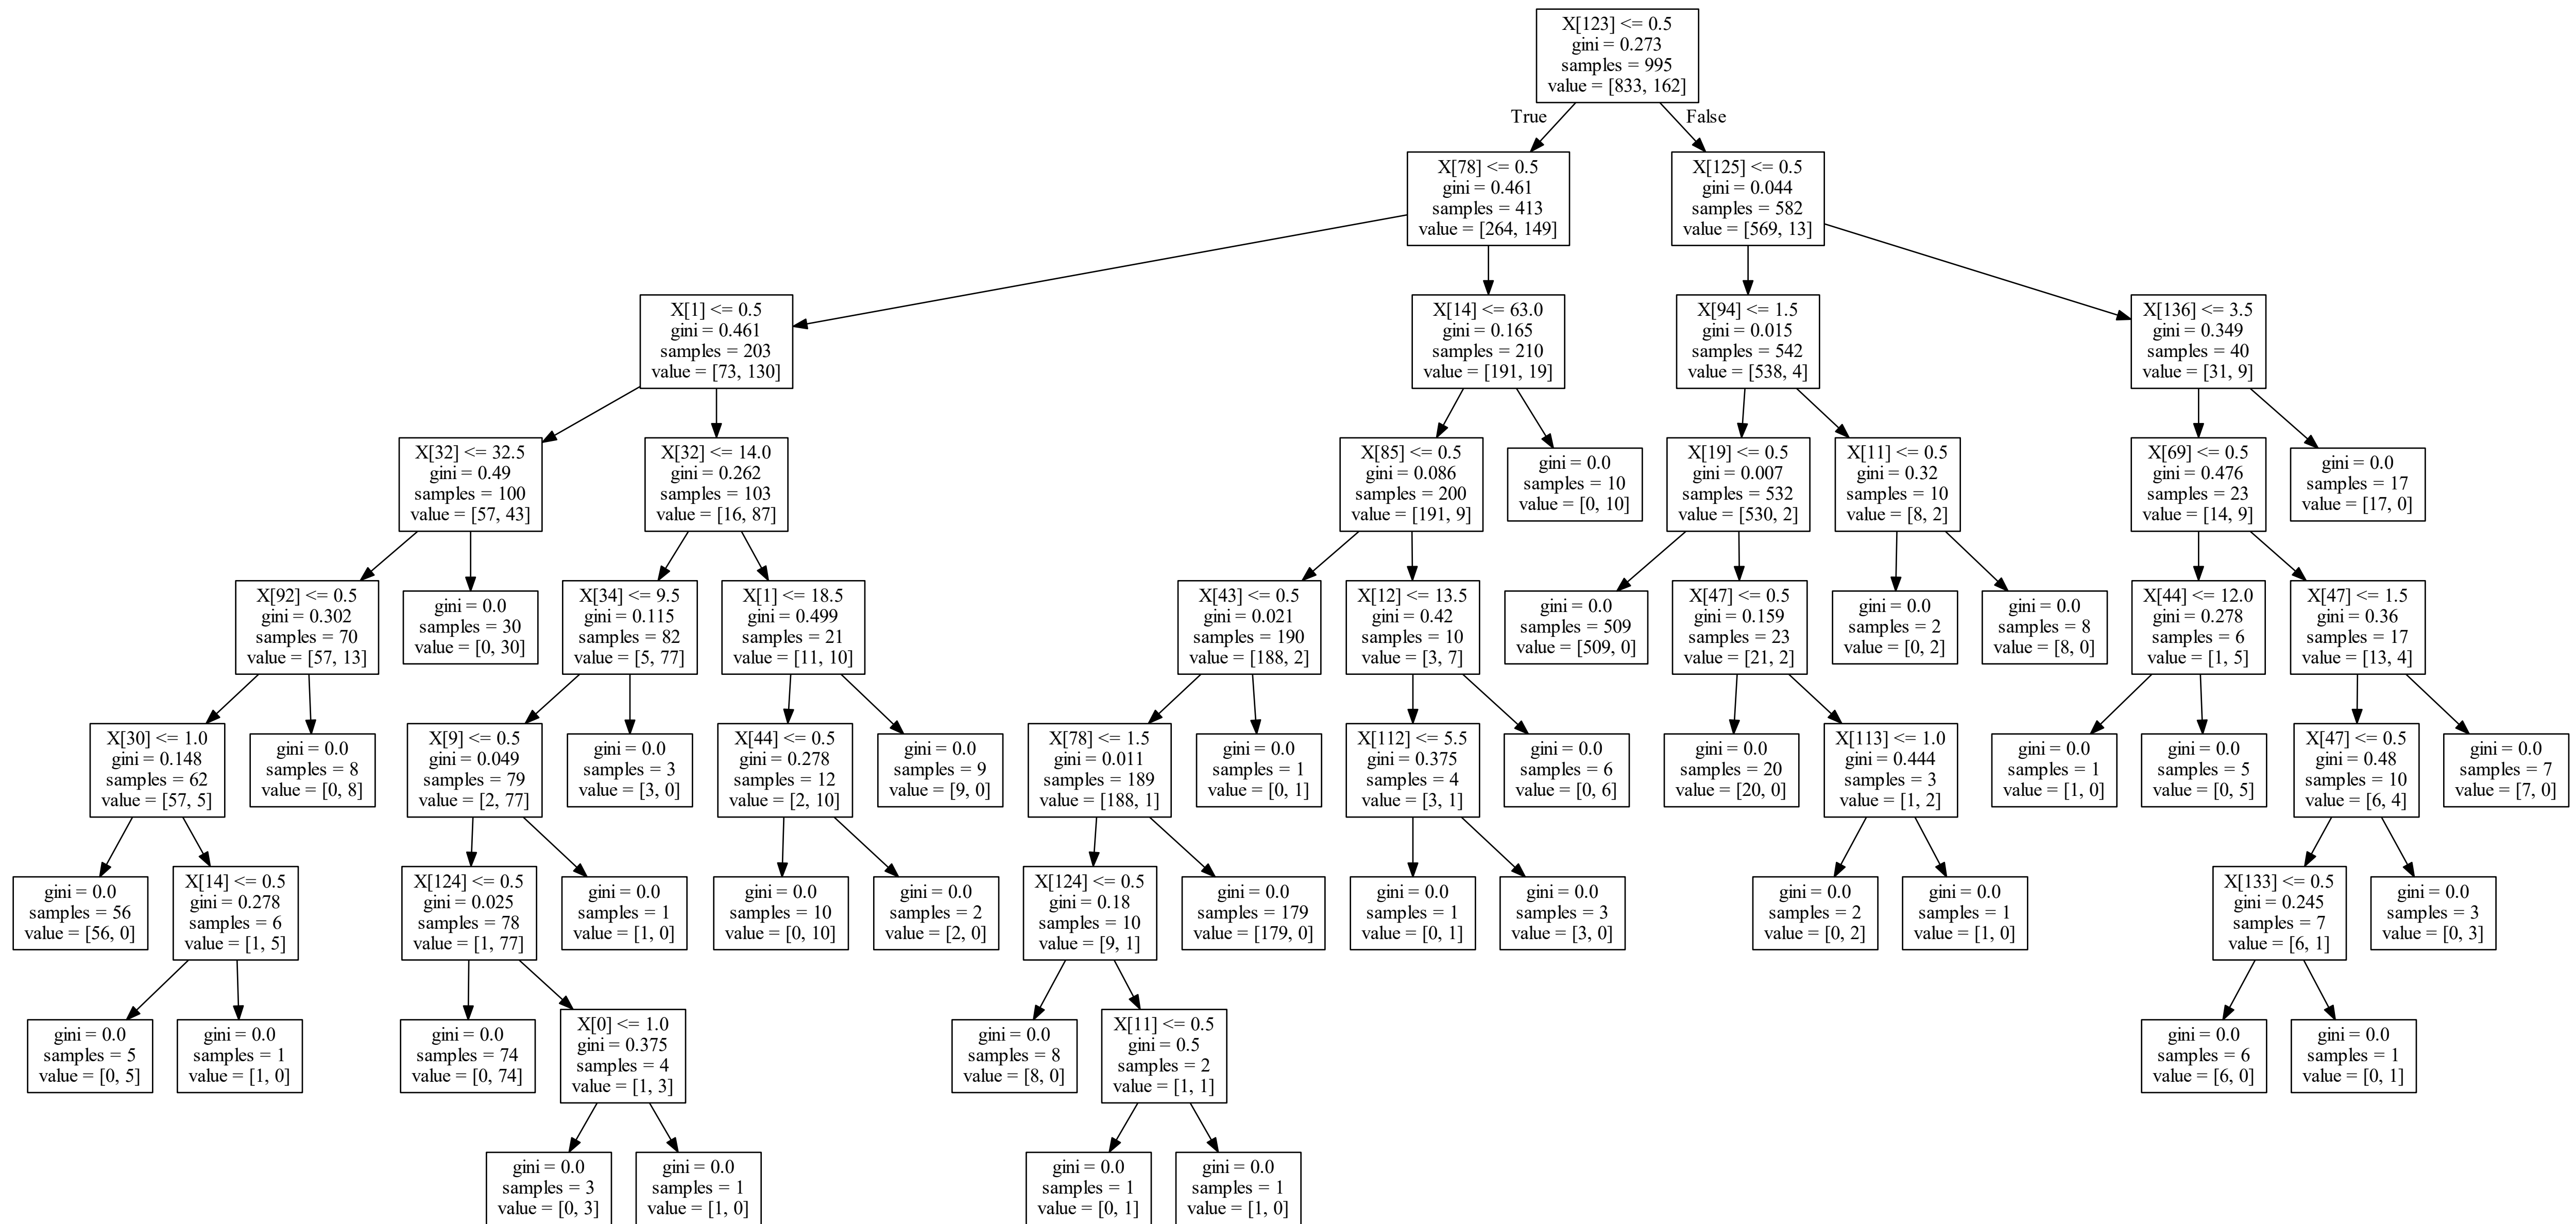 X[123] <= 0.5
gini = 0.273
samples = 995
value = [833, 162]
True
False
X[78] <= 0.5
gini = 0.461
samples = 413
value = [264, 149]
X[125] <= 0.5
gini = 0.044
samples = 582
value = [569, 13]
X[1] <= 0.5
gini = 0.461
samples = 203
value = [73, 130]
X[14] <= 63.0
gini = 0.165
samples = 210
value = [191, 19]
X[94] <= 1.5
gini = 0.015
samples = 542
value = [538, 4]
X[136] <= 3.5
gini = 0.349
samples = 40
value = [31, 9]
X[32] <= 32.5
gini = 0.49
samples = 100
value = [57, 43]
X[32] <= 14.0
gini = 0.262
samples = 103
value = [16, 87]
X[85] <= 0.5
gini = 0.086
samples = 200
value = [191, 9]
gini = 0.0
samples = 10
value = [0, 10]
X[19] <= 0.5
gini = 0.007
samples = 532
value = [530, 2]
X[11] <= 0.5
gini = 0.32
samples = 10
value = [8, 2]
X[69] <= 0.5
gini = 0.476
samples = 23
value = [14, 9]
gini = 0.0
samples = 17
value = [17, 0]
X[92] <= 0.5
gini = 0.302
samples = 70
value = [57, 13]
gini = 0.0
samples = 30
value = [0, 30]
X[34] <= 9.5
gini = 0.115
samples = 82
value = [5, 77]
X[1] <= 18.5
gini = 0.499
samples = 21
value = [11, 10]
X[43] <= 0.5
gini = 0.021
samples = 190
value = [188, 2]
X[12] <= 13.5
gini = 0.42
samples = 10
value = [3, 7]
gini = 0.0
samples = 509
value = [509, 0]
X[47] <= 0.5
gini = 0.159
samples = 23
value = [21, 2]
gini = 0.0
samples = 2
value = [0, 2]
gini = 0.0
samples = 8
value = [8, 0]
X[44] <= 12.0
gini = 0.278
samples = 6
value = [1, 5]
X[47] <= 1.5
gini = 0.36
samples = 17
value = [13, 4]
X[30] <= 1.0
gini = 0.148
samples = 62
value = [57, 5]
gini = 0.0
samples = 8
value = [0, 8]
X[9] <= 0.5
gini = 0.049
samples = 79
value = [2, 77]
gini = 0.0
samples = 3
value = [3, 0]
X[44] <= 0.5
gini = 0.278
samples = 12
value = [2, 10]
gini = 0.0
samples = 9
value = [9, 0]
X[78] <= 1.5
gini = 0.011
samples = 189
value = [188, 1]
gini = 0.0
samples = 1
value = [0, 1]
X[112] <= 5.5
gini = 0.375
samples = 4
value = [3, 1]
gini = 0.0
samples = 6
value = [0, 6]
gini = 0.0
samples = 20
value = [20, 0]
X[113] <= 1.0
gini = 0.444
samples = 3
value = [1, 2]
gini = 0.0
samples = 1
value = [1, 0]
gini = 0.0
samples = 5
value = [0, 5]
X[47] <= 0.5
gini = 0.48
samples = 10
value = [6, 4]
gini = 0.0
samples = 7
value = [7, 0]
gini = 0.0
samples = 56
value = [56, 0]
X[14] <= 0.5
gini = 0.278
samples = 6
value = [1, 5]
X[124] <= 0.5
gini = 0.025
samples = 78
value = [1, 77]
gini = 0.0
samples = 1
value = [1, 0]
gini = 0.0
samples = 10
value = [0, 10]
gini = 0.0
samples = 2
value = [2, 0]
X[124] <= 0.5
gini = 0.18
samples = 10
value = [9, 1]
gini = 0.0
samples = 179
value = [179, 0]
gini = 0.0
samples = 1
value = [0, 1]
gini = 0.0
samples = 3
value = [3, 0]
gini = 0.0
samples = 2
value = [0, 2]
gini = 0.0
samples = 1
value = [1, 0]
X[133] <= 0.5
gini = 0.245
samples = 7
value = [6, 1]
gini = 0.0
samples = 3
value = [0, 3]
gini = 0.0
samples = 5
value = [0, 5]
gini = 0.0
samples = 1
value = [1, 0]
gini = 0.0
samples = 74
value = [0, 74]
X[0] <= 1.0
gini = 0.375
samples = 4
value = [1, 3]
gini = 0.0
samples = 8
value = [8, 0]
X[11] <= 0.5
gini = 0.5
samples = 2
value = [1, 1]
gini = 0.0
samples = 6
value = [6, 0]
gini = 0.0
samples = 1
value = [0, 1]
gini = 0.0
samples = 3
value = [0, 3]
gini = 0.0
samples = 1
value = [1, 0]
gini = 0.0
samples = 1
value = [0, 1]
gini = 0.0
samples = 1
value = [1, 0]